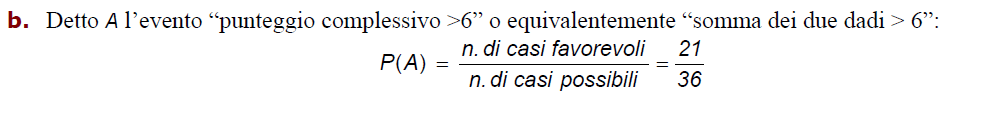 b. Detto A l’evento “punteggio complessivo >6” o equivalentemente “somma dei due dadi > 6”:
P(A) = n. di casi favorevoli / n. di casi possibili = 21 / 36